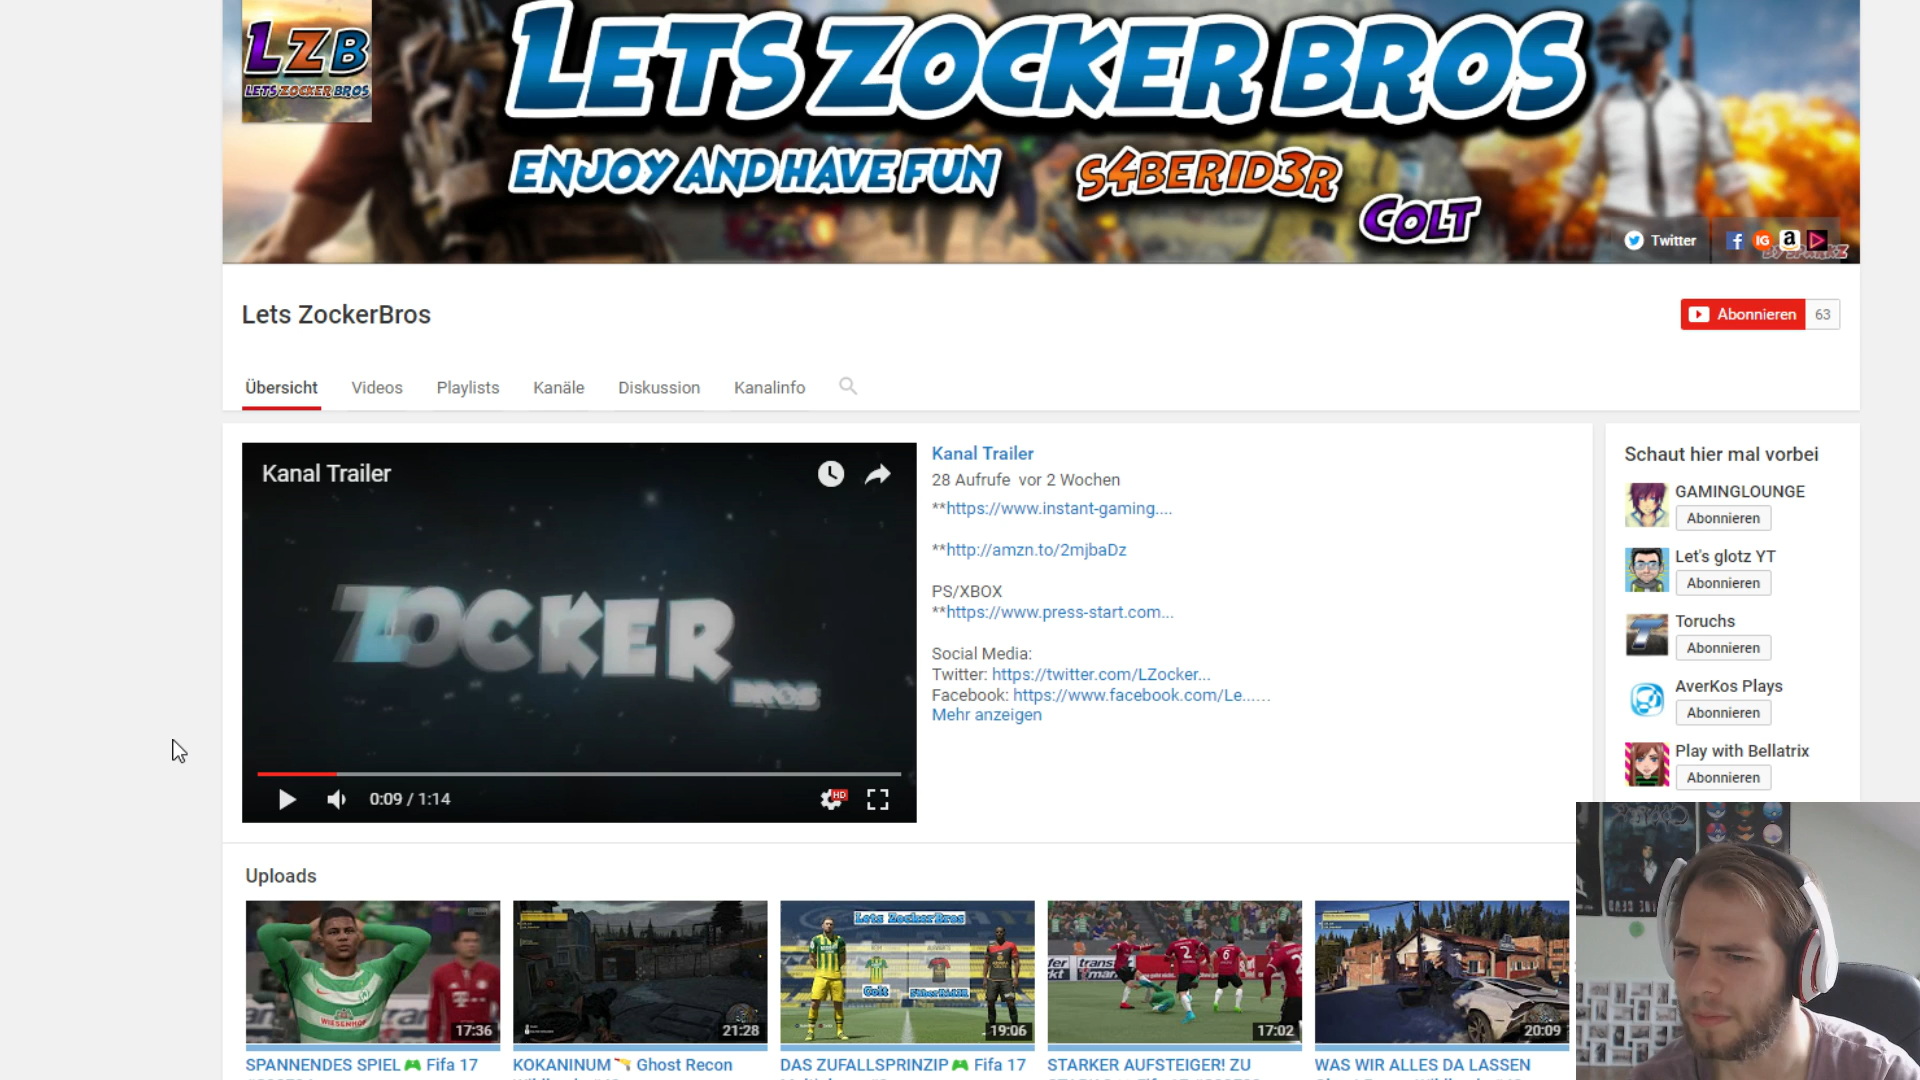 LZB
LETS ZOCKER BROS
LETS ZOCKER BROS
ENJOY AND HAVE FUN
S4BERID3R
COLT
Twitter
Lets ZockerBros
Abonnieren 63
Übersicht Videos Playlists Kanäle Diskussion Kanalinfo
Kanal Trailer
ZOCKER
BROS
0:09 / 1:14
HD
Kanal Trailer
28 Aufrufe vor 2 Wochen
**https://www.instant-gaming....
**http://amzn.to/2mjbaDz
PS/XBOX
**https://www.press-start.com...
Social Media:
Twitter: https://twitter.com/LZocker...
Facebook: https://www.facebook.com/Le......
Mehr anzeigen
Schaut hier mal vorbei
GAMINGLOUNGE
Abonnieren
Let's glotz YT
Abonnieren
Toruchs
Abonnieren
AverKos Plays
Abonnieren
Play with Bellatrix
Abonnieren
Uploads
WIESENHOF
17:36
21:28
Lets ZockerBros
Colt
S4berid3R
19:06
17:02
20:09
SPANNENDES SPIEL🎮 Fifa 17
KOKANINUM🔫 Ghost Recon
DAS ZUFALLSPRINZIP🎮 Fifa 17
STARKER AUFSTEIGER! ZU
WAS WIR ALLES DA LASSEN